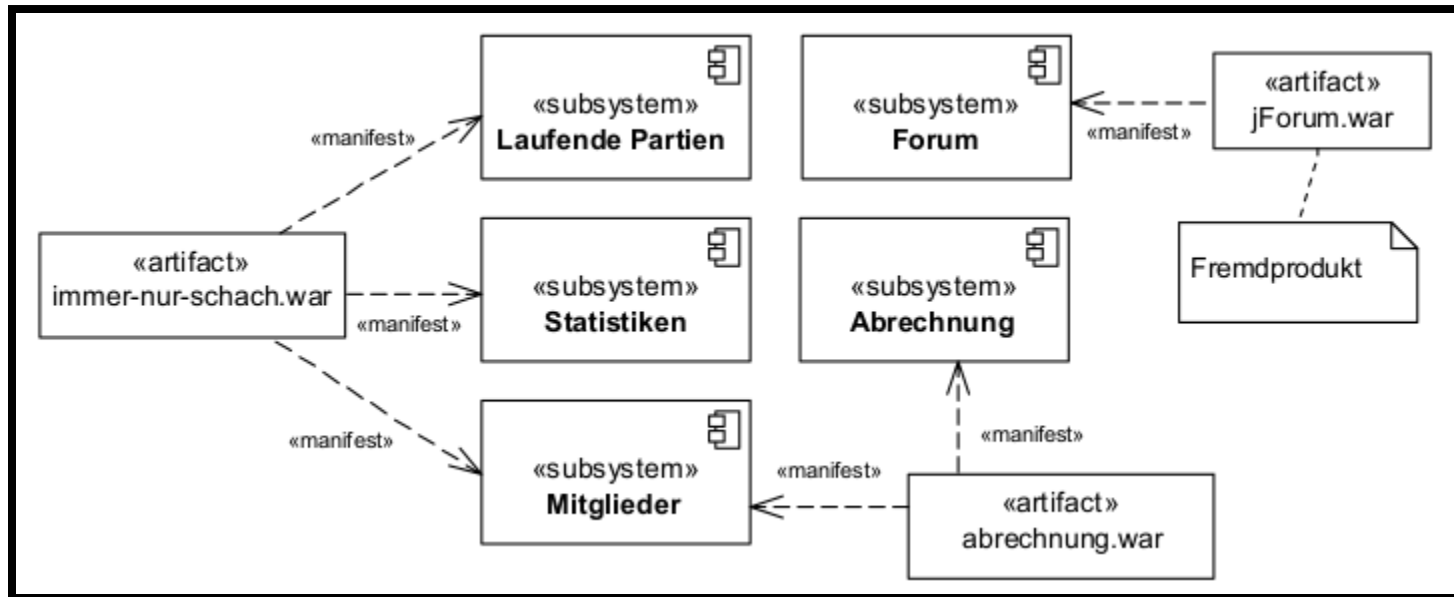 «subsystem»
Laufende Partien
«subsystem»
Forum
«artifact»
jForum.war
«manifest»
«manifest»
«artifact»
immer-nur-schach.war
«manifest»
«subsystem»
Statistiken
«subsystem»
Abrechnung
Fremdprodukt
«manifest»
«subsystem»
Mitglieder
«manifest»
«manifest»
«artifact»
abrechnung.war